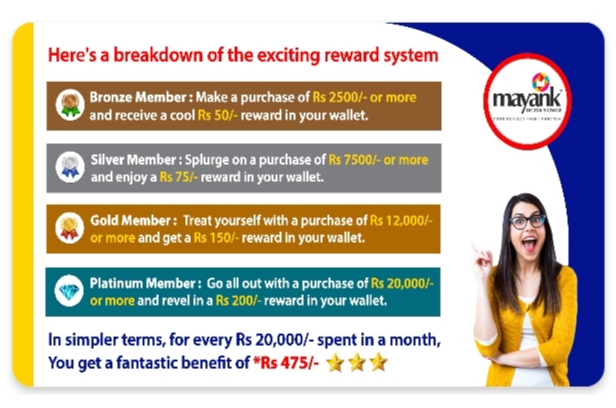 Here's a breakdown of the exciting reward system
mayank
Bronze Member : Make a purchase of Rs 2500/- or more
and receive a cool Rs 50/- reward in your wallet.
Silver Member : Splurge on a purchase of Rs 7500/- or more
and enjoy a Rs 75/- reward in your wallet.
Gold Member : Treat yourself with a purchase of Rs 12,000/-
or more and get a Rs 150/- reward in your wallet.
Platinum Member : Go all out with a purchase of Rs 20,000/-
or more and revel in a Rs 200/- reward in your wallet.
In simpler terms, for every Rs 20,000/- spent in a month,
You get a fantastic benefit of *Rs 475/-